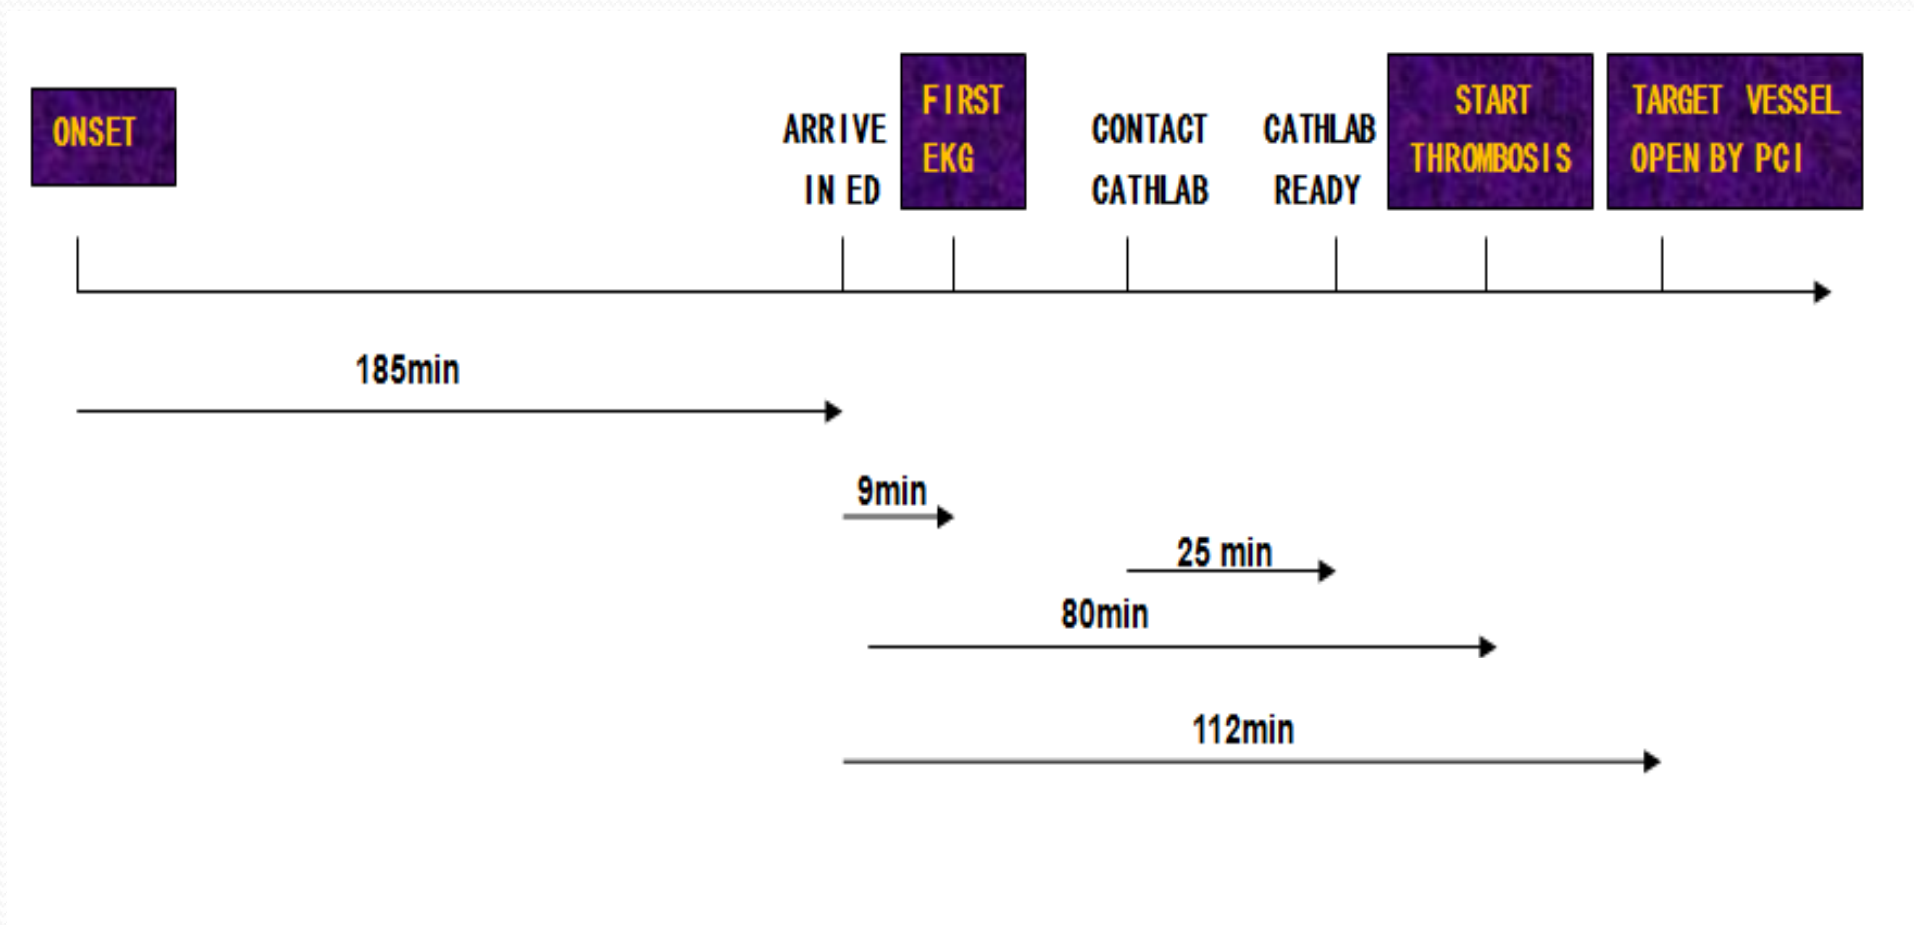 ONSET
ARRIVE
IN ED
FIRST
EKG
CONTACT
CATHLAB
CATHLAB
READY
START
THROMBOSIS
TARGET VESSEL
OPEN BY PCI
185min
9min
25 min
80min
112min